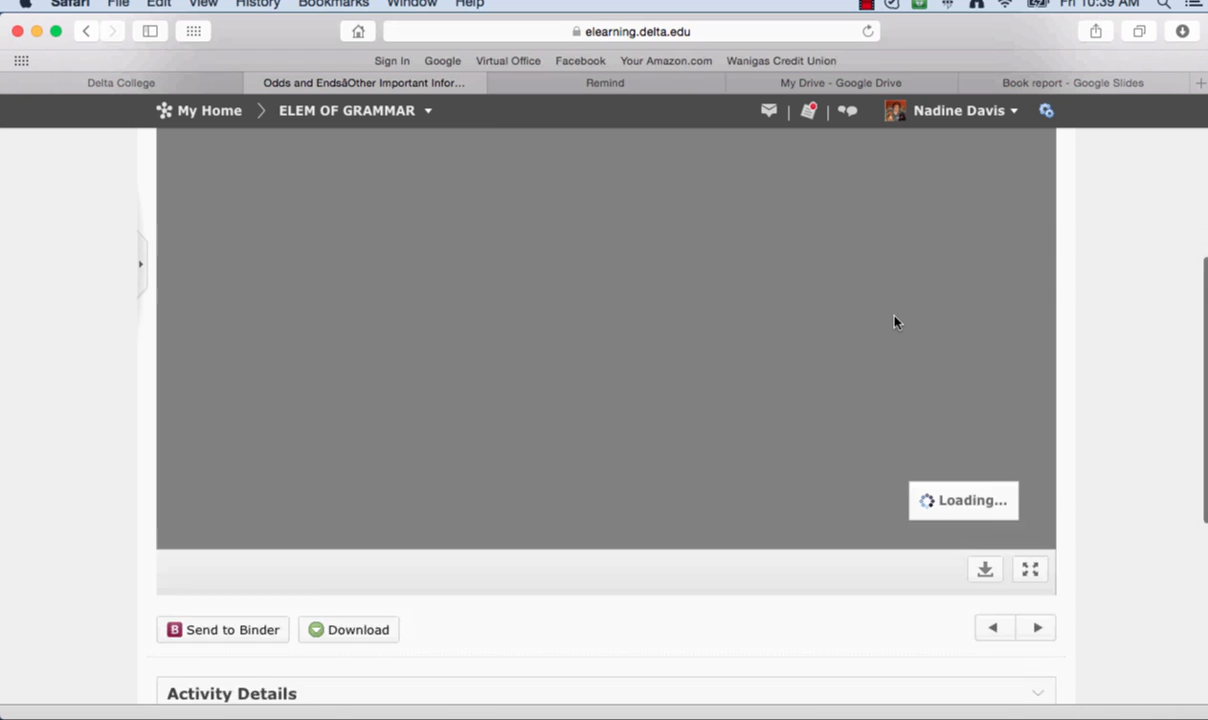 Safari File Edit View History Bookmarks Window Help Fri 10:39 AM
elearning.delta.edu
Sign In Google Virtual Office Facebook Your Amazon.com Wanigas Credit Union
Delta College Odds and EndsâOther Important Infor... Remind My Drive - Google Drive Book report - Google Slides
My Home ELEM OF GRAMMAR Nadine Davis
Loading...
B Send to Binder Download
Activity Details